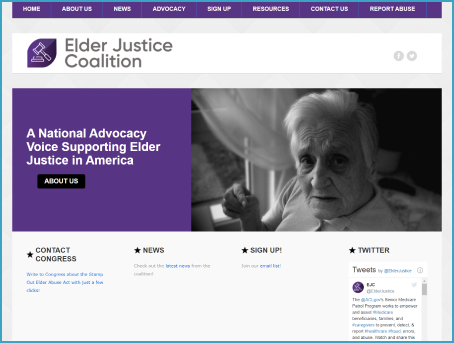 HOME ABOUT US NEWS ADVOCACY SIGN UP RESOURCES CONTACT US REPORT ABUSE
Elder Justice
Coalition
A National Advocacy
Voice Supporting Elder
Justice in America
ABOUT US
★ CONTACT
CONGRESS
Write to Congress about the Stamp
Out Elder Abuse Act with just a few
clicks!
★ NEWS
Check out the latest news from the
coalition!
★ SIGN UP!
Join our email list!
★ TWITTER
Tweets by @ElderJustice
EJC
@ElderJustice
The @ACLgov's Senior Medicare
Patrol Program works to empower
and assist #Medicare
beneficiaries, families, and
#caregivers to prevent, detect, &
report #healthcare #fraud, errors,
and abuse. Watch and share this